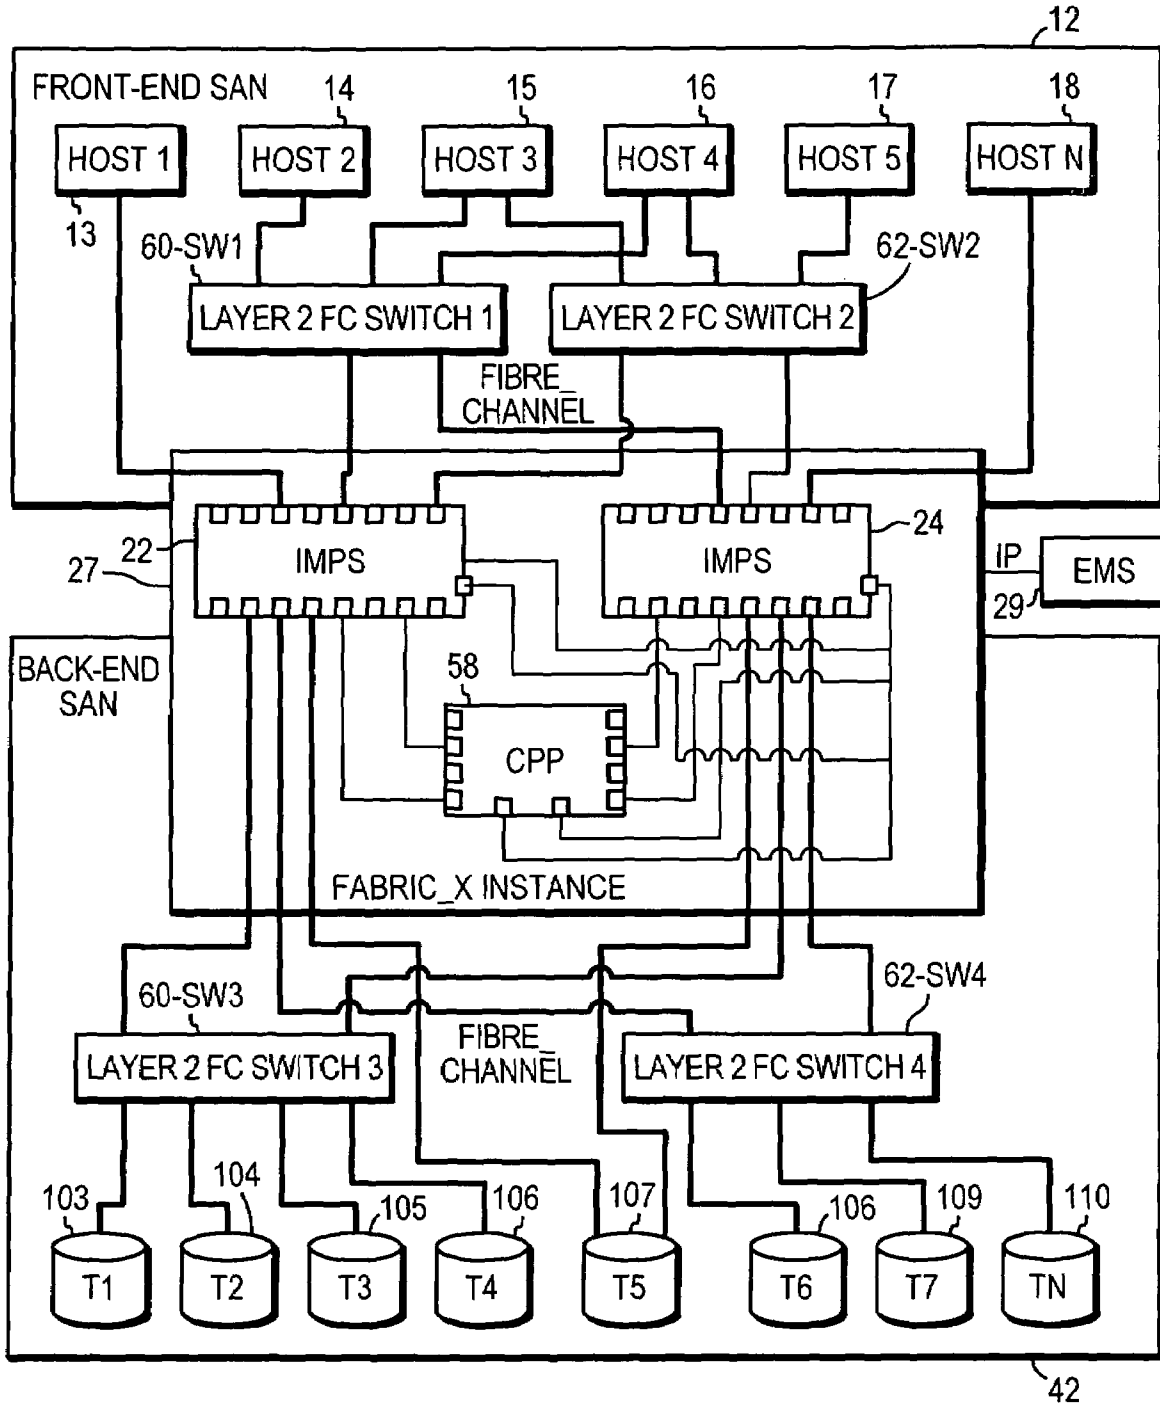 12
FRONT-END SAN
14
15
16
17
18
HOST 1
HOST 2
HOST 3
HOST 4
HOST 5
HOST N
13
60-SW1
62-SW2
LAYER 2 FC SWITCH 1
LAYER 2 FC SWITCH 2
FIBRE_
CHANNEL
22
IMPS
IMPS
24
27
IP
EMS
29
BACK-END
SAN
58
CPP
FABRIC_X INSTANCE
60-SW3
62-SW4
LAYER 2 FC SWITCH 3
FIBRE_
CHANNEL
LAYER 2 FC SWITCH 4
103
104
105
106
107
106
109
110
T1
T2
T3
T4
T5
T6
T7
TN
42